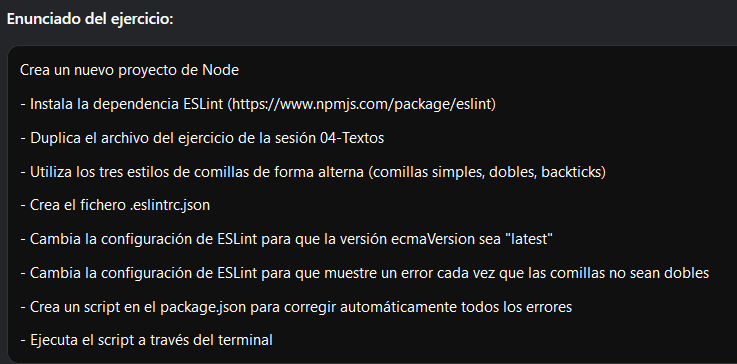 Enunciado del ejercicio:
Crea un nuevo proyecto de Node
- Instala la dependencia ESLint (https://www.npmjs.com/package/eslint)
- Duplica el archivo del ejercicio de la sesión 04-Textos
- Utiliza los tres estilos de comillas de forma alterna (comillas simples, dobles, backticks)
- Crea el fichero .eslintrc.json
- Cambia la configuración de ESLint para que la versión ecmaVersion sea "latest"
- Cambia la configuración de ESLint para que muestre un error cada vez que las comillas no sean dobles
- Crea un script en el package.json para corregir automáticamente todos los errores
- Ejecuta el script a través del terminal